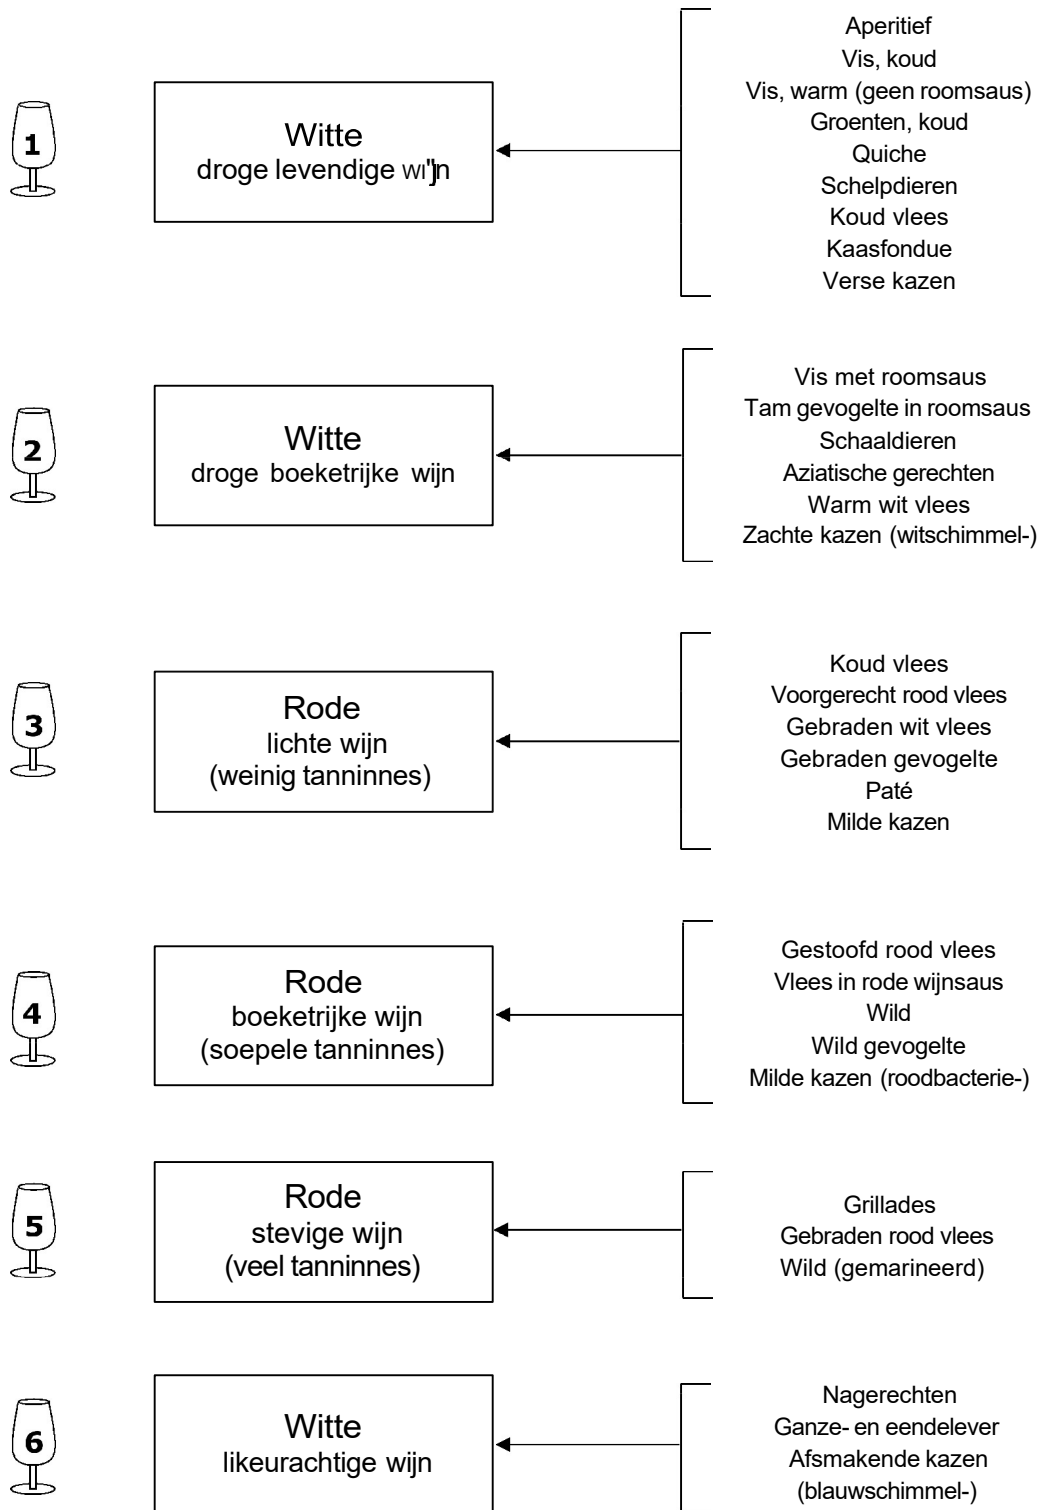 1
Witte
droge levendige wi"jn
Aperitief
Vis, koud
Vis, warm (geen roomsaus)
Groenten, koud
Quiche
Schelpdieren
Koud vlees
Kaasfondue
Verse kazen
2
Witte
droge boeketrijke wijn
Vis met roomsaus
Tam gevogelte in roomsaus
Schaaldieren
Aziatische gerechten
Warm wit vlees
Zachte kazen (witschimmel-)
3
Rode
lichte wijn
(weinig tanninnes)
Koud vlees
Voorgerecht rood vlees
Gebraden wit vlees
Gebraden gevogelte
Paté
Milde kazen
4
Rode
boeketrijke wijn
(soepele tanninnes)
Gestoofd rood vlees
Vlees in rode wijnsaus
Wild
Wild gevogelte
Milde kazen (roodbacterie-)
5
Rode
stevige wijn
(veel tanninnes)
Grillades
Gebraden rood vlees
Wild (gemarineerd)
6
Witte
likeurachtige wijn
Nagerechten
Ganze- en eendelever
Afsmakende kazen
(blauwschimmel-)